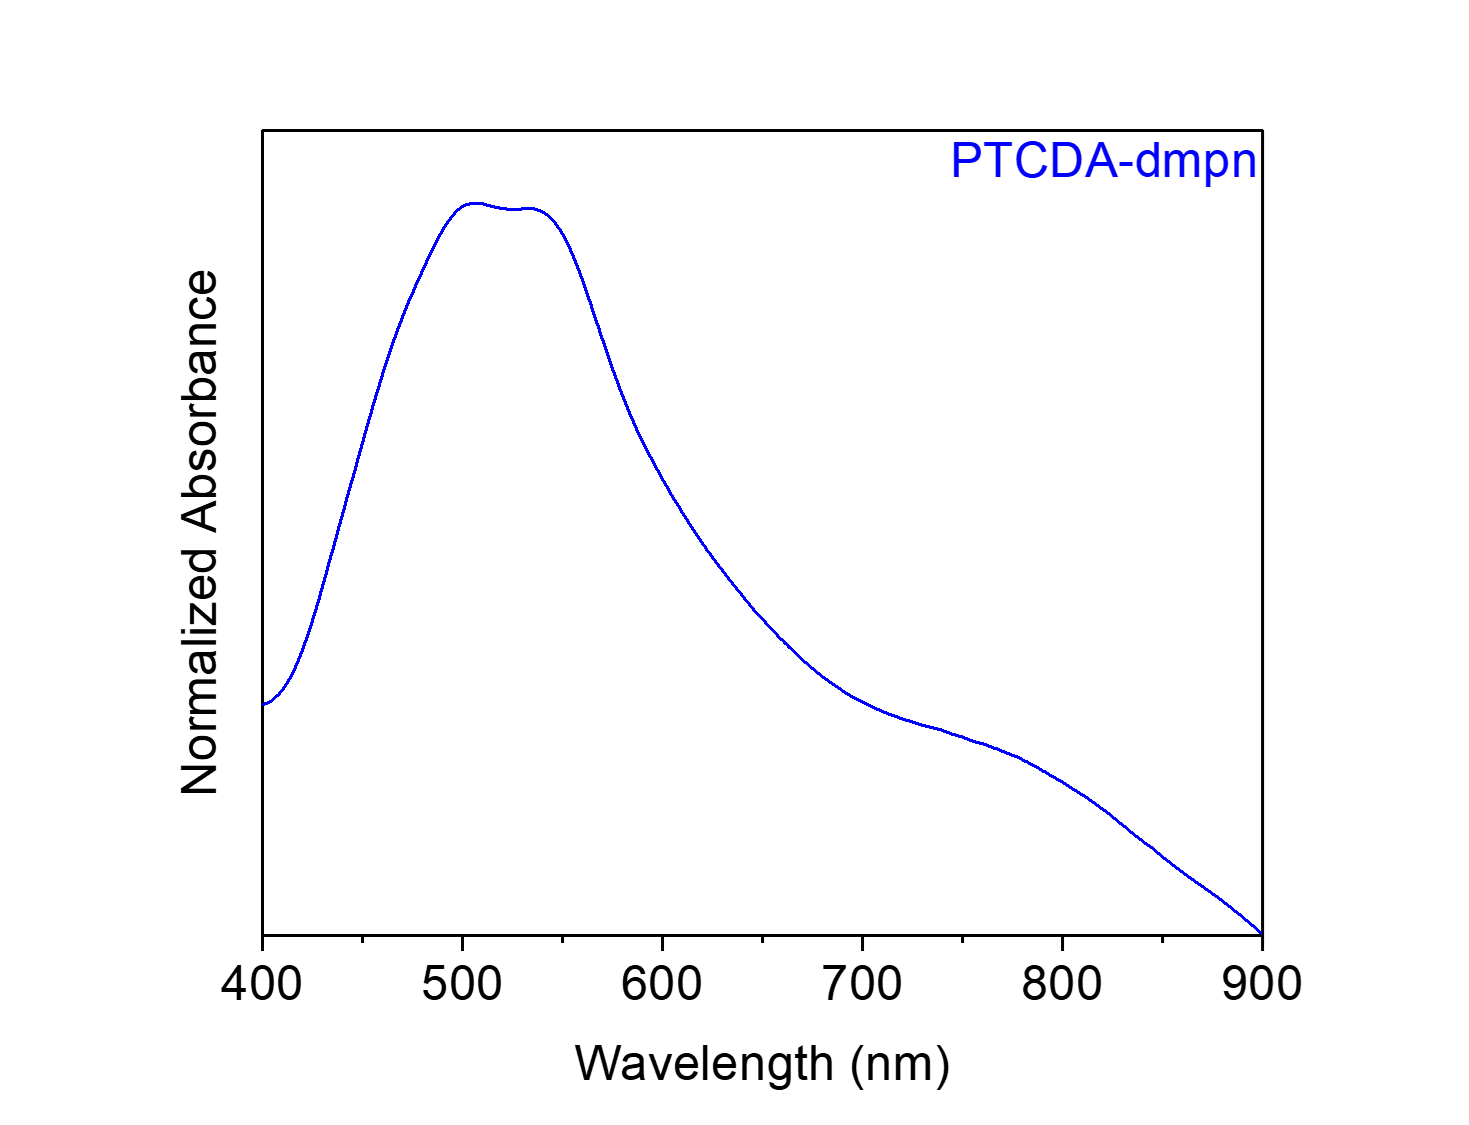 PTCDA-dmpn
Normalized Absorbance
400 500 600 700 800 900
Wavelength (nm)